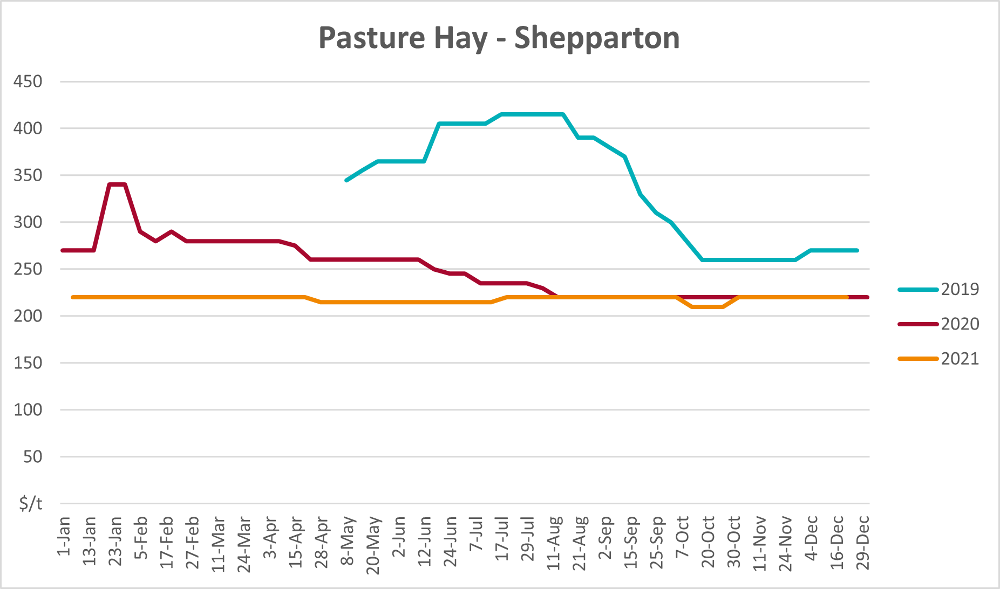 Pasture Hay - Shepparton
450
400
350
300
250
200
150
100
50
$/t
1-Jan
13-Jan
23-Jan
5-Feb
17-Feb
27-Feb
11-Mar
24-Mar
3-Apr
15-Apr
28-Apr
8-May
20-May
2-Jun
12-Jun
24-Jun
7-Jul
17-Jul
29-Jul
11-Aug
21-Aug
2-Sep
15-Sep
25-Sep
7-Oct
20-Oct
30-Oct
11-Nov
24-Nov
4-Dec
16-Dec
29-Dec
2019
2020
2021